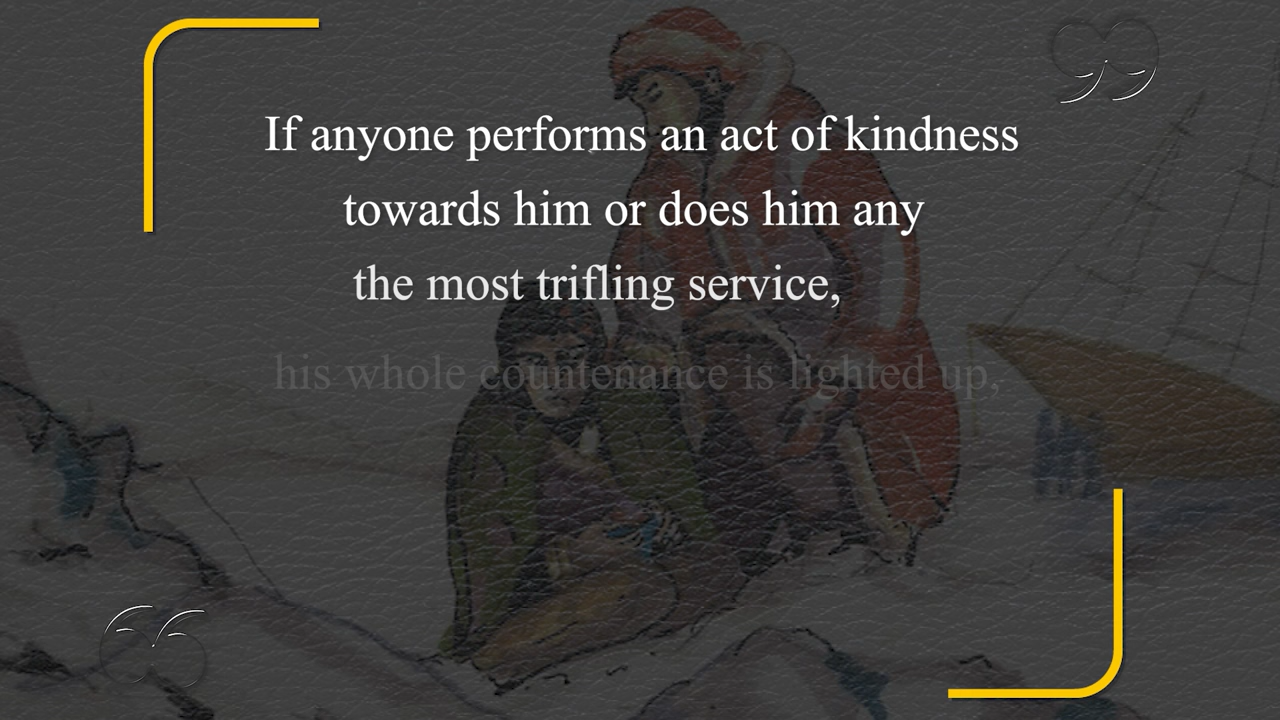 If anyone performs an act of kindness
towards him or does him any
the most trifling service,
his whole countenance is lighted up,